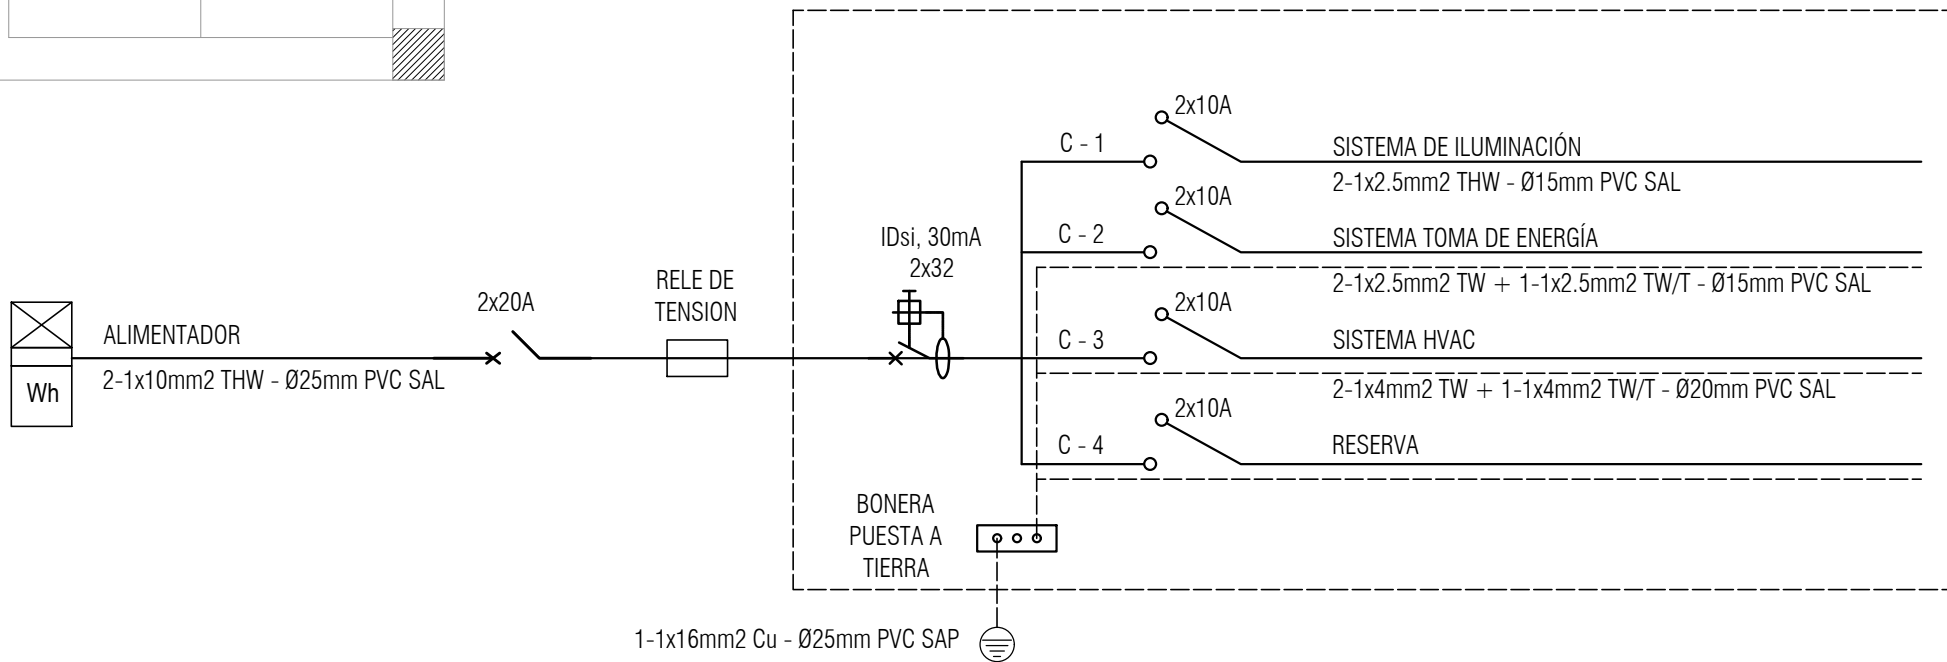 2x10A
C - 1
SISTEMA DE ILUMINACIÓN
2-1x2.5mm2 THW - Ø15mm PVC SAL
2x10A
C - 2
SISTEMA TOMA DE ENERGÍA
2-1x2.5mm2 TW + 1-1x2.5mm2 TW/T - Ø15mm PVC SAL
IDsi, 30mA
2x32
RELE DE
TENSION
2x20A
ALIMENTADOR
2-1x10mm2 THW - Ø25mm PVC SAL
Wh
2x10A
C - 3
SISTEMA HVAC
2-1x4mm2 TW + 1-1x4mm2 TW/T - Ø20mm PVC SAL
2x10A
C - 4
RESERVA
BONERA
PUESTA A
TIERRA
1-1x16mm2 Cu - Ø25mm PVC SAP